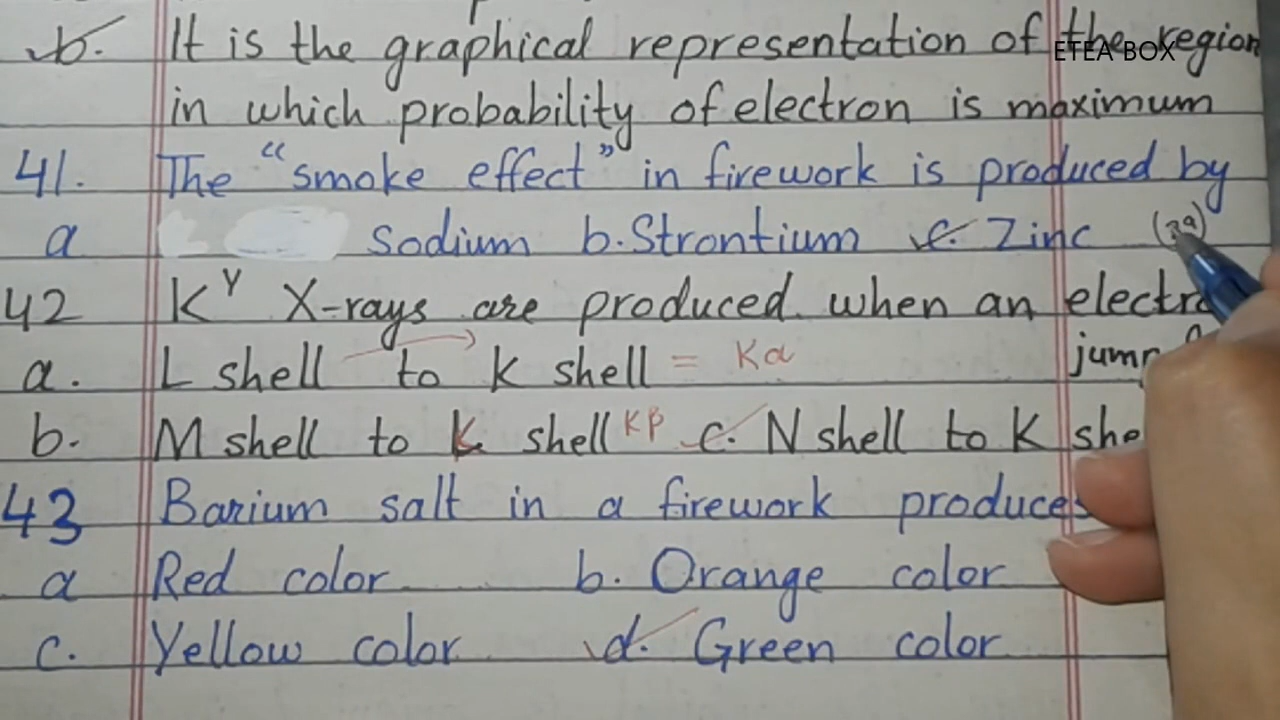 b. It is the graphical representation of the region
ETEA BOX
in which probability of electron is maximum
41. The "smoke effect" in firework is produced by
a sodium b. Strontium c. Zinc
42 Kγ X-rays are produced when an electro
a. L shell to K shell = Kα jump
b. M shell to K shell Kβ c. N shell to K she
43 Barium salt in a firework produces
a Red color b. Orange color
c. Yellow color d. Green color